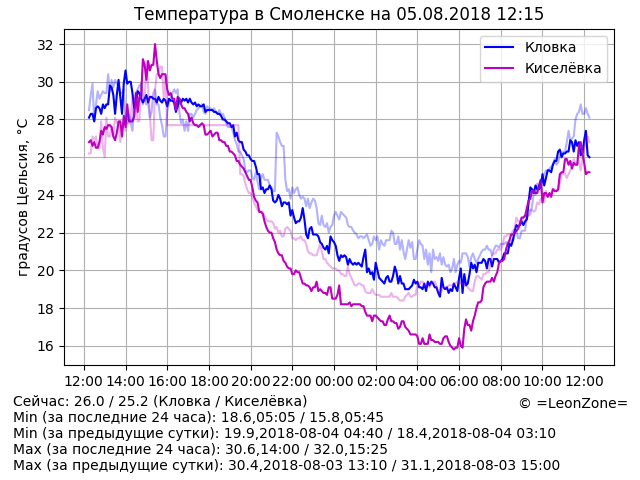 Температура в Смоленске на 05.08.2018 12:15
градусов Цельсия, °C
32
30
28
26
24
22
20
18
16
Кловка
Киселёвка
12:00 14:00 16:00 18:00 20:00 22:00 00:00 02:00 04:00 06:00 08:00 10:00 12:00
Сейчас: 26.0 / 25.2 (Кловка / Киселёвка)
© =LeonZone=
Min (за последние 24 часа): 18.6,05:05 / 15.8,05:45
Min (за предыдущие сутки): 19.9,2018-08-04 04:40 / 18.4,2018-08-04 03:10
Max (за последние 24 часа): 30.6,14:00 / 32.0,15:25
Max (за предыдущие сутки): 30.4,2018-08-03 13:10 / 31.1,2018-08-03 15:00